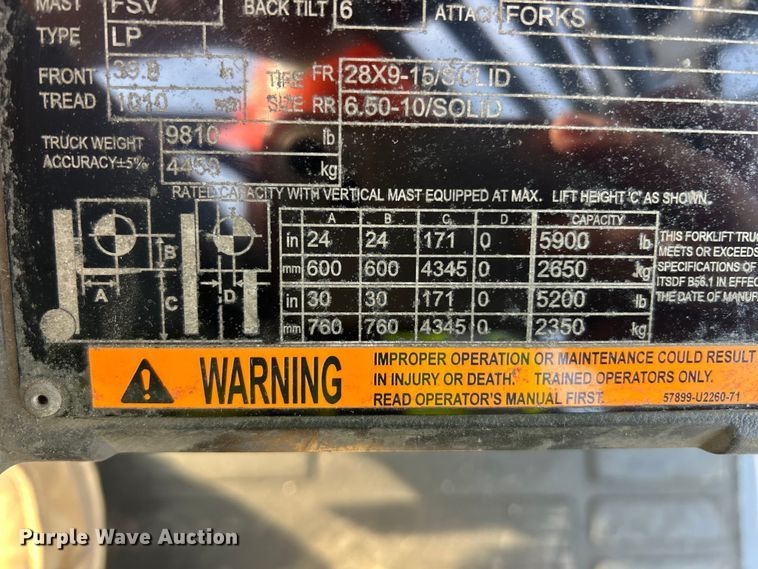 MAST FSV BACK TILT 6 ATTACH FORKS
TYPE LP
FRONT 39.8 in TIRE FR 28X9-15/SOLID
TREAD 1010 mm SIZE RR 6.50-10/SOLID
TRUCK WEIGHT 9810 lb
ACCURACY±5% kg
RATED CAPACITY WITH VERTICAL MAST EQUIPPED AT MAX. LIFT HEIGHT 'C' AS SHOWN.
A B C D CAPACITY
in 24 24 171 0 5900 lb
mm 600 600 4345 0 2650 kg
in 30 30 171 0 5200 lb
mm 760 760 4345 0 2350 kg
B
A
C
D
THIS FORKLIFT TRUC
MEETS OR EXCEEDS
SPECIFICATIONS OF
ITSDF B56.1 IN EFFEC
THE DATE OF MANUF
WARNING
IMPROPER OPERATION OR MAINTENANCE COULD RESULT
IN INJURY OR DEATH. - TRAINED OPERATORS ONLY.
READ OPERATOR'S MANUAL FIRST. 57899-U2260-71
Purple Wave Auction